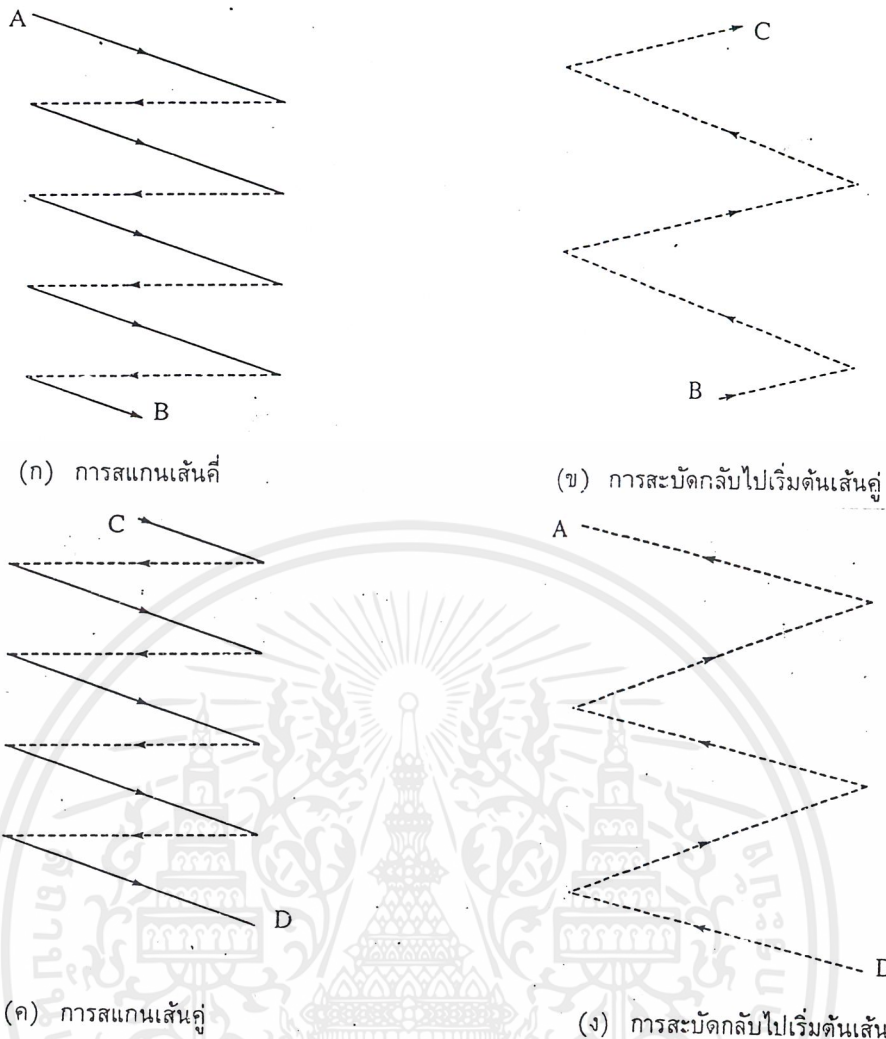 A
C
B
B
(ก) การสแกนเส้นคี่
(ข) การสะบัดกลับไปเริ่มต้นเส้นคู่
C
A
D
D
(ค) การสแกนเส้นคู่
(ง) การสะบัดกลับไปเริ่มต้นเส้น